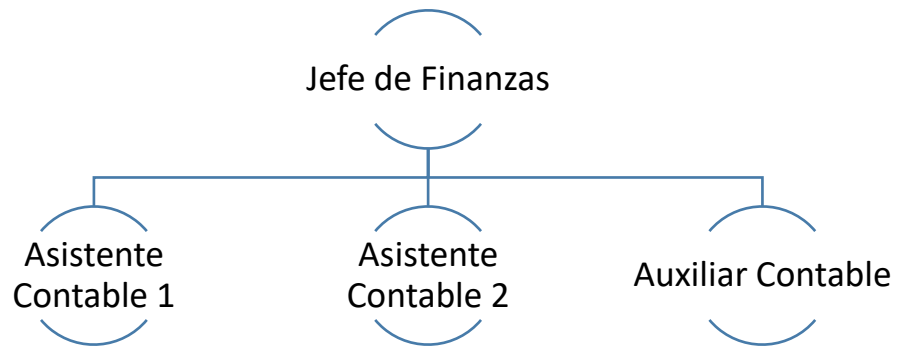 Jefe de Finanzas
Asistente
Contable 1
Asistente
Contable 2
Auxiliar Contable